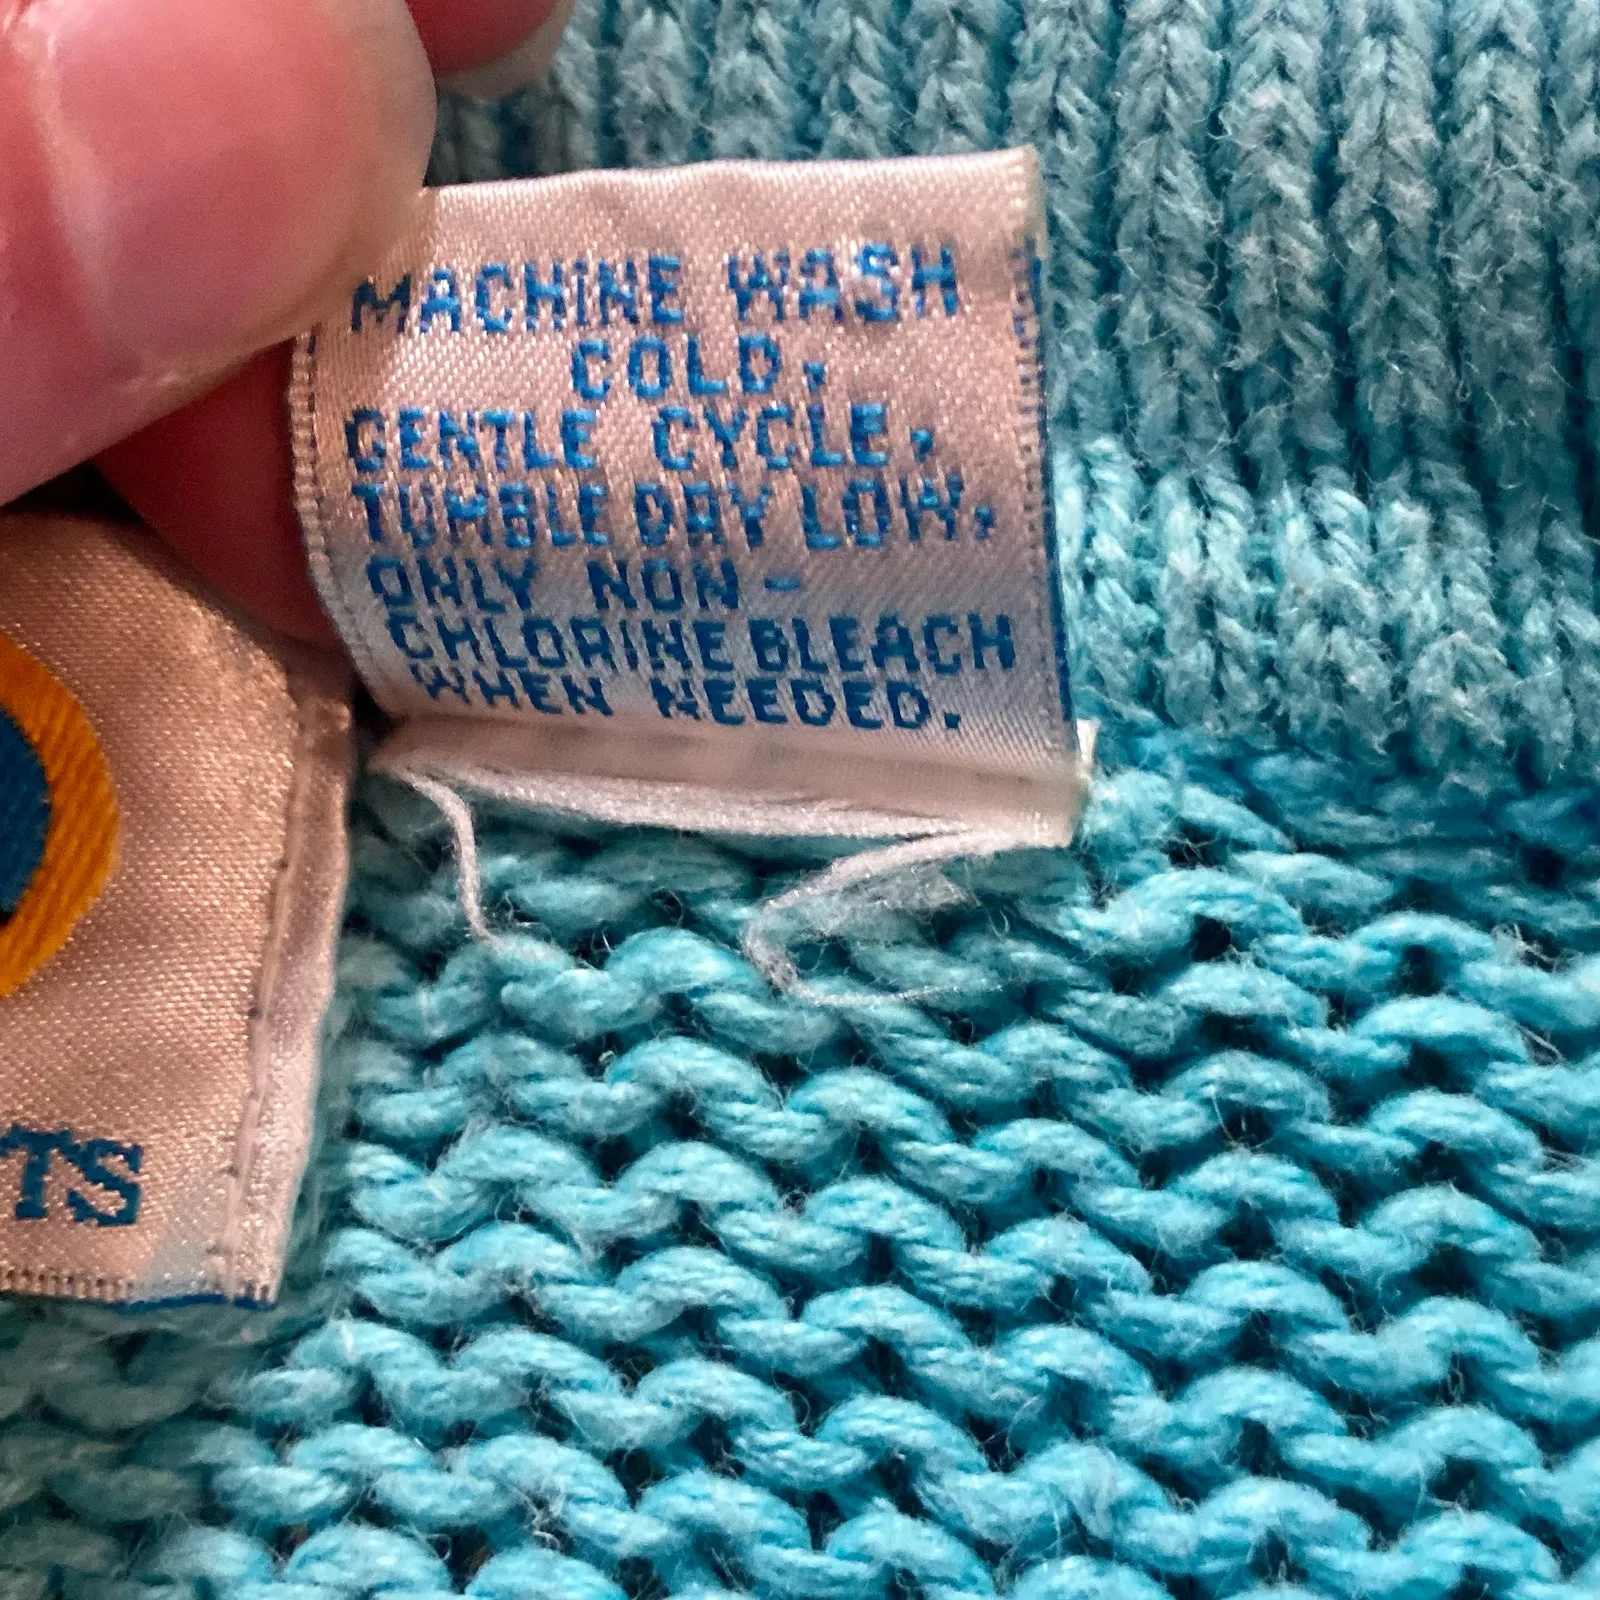 MACHINE WASH
COLD,
GENTLE CYCLE,
TUMBLE DRY LOW,
ONLY NON-
CHLORINE BLEACH
WHEN NEEDED.
TS